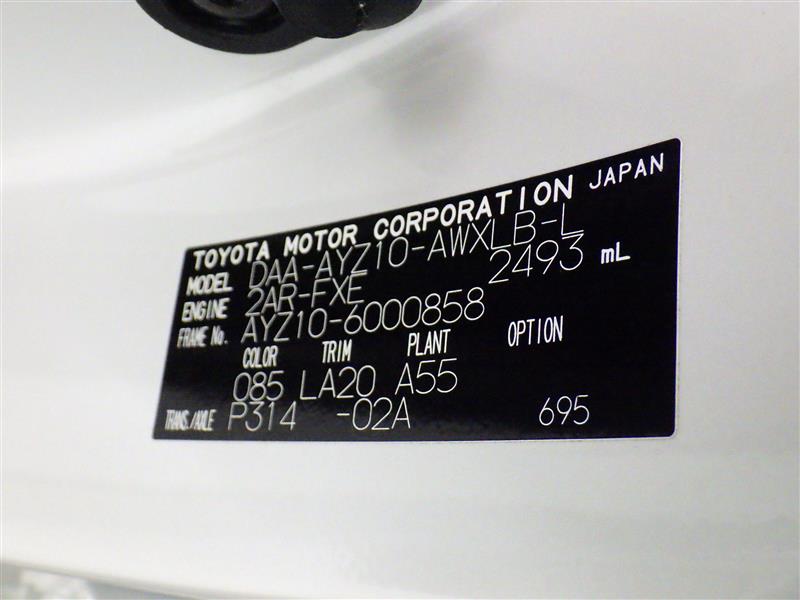 TOYOTA MOTOR CORPORATION JAPAN
MODEL DAA-AYZ10-AWXLB-L
ENGINE 2AR-FXE 2493 mL
FRAME No. AYZ10-6000858
COLOR TRIM PLANT OPTION
085 LA20 A55
TRANS./AXLE P314 -02A 695